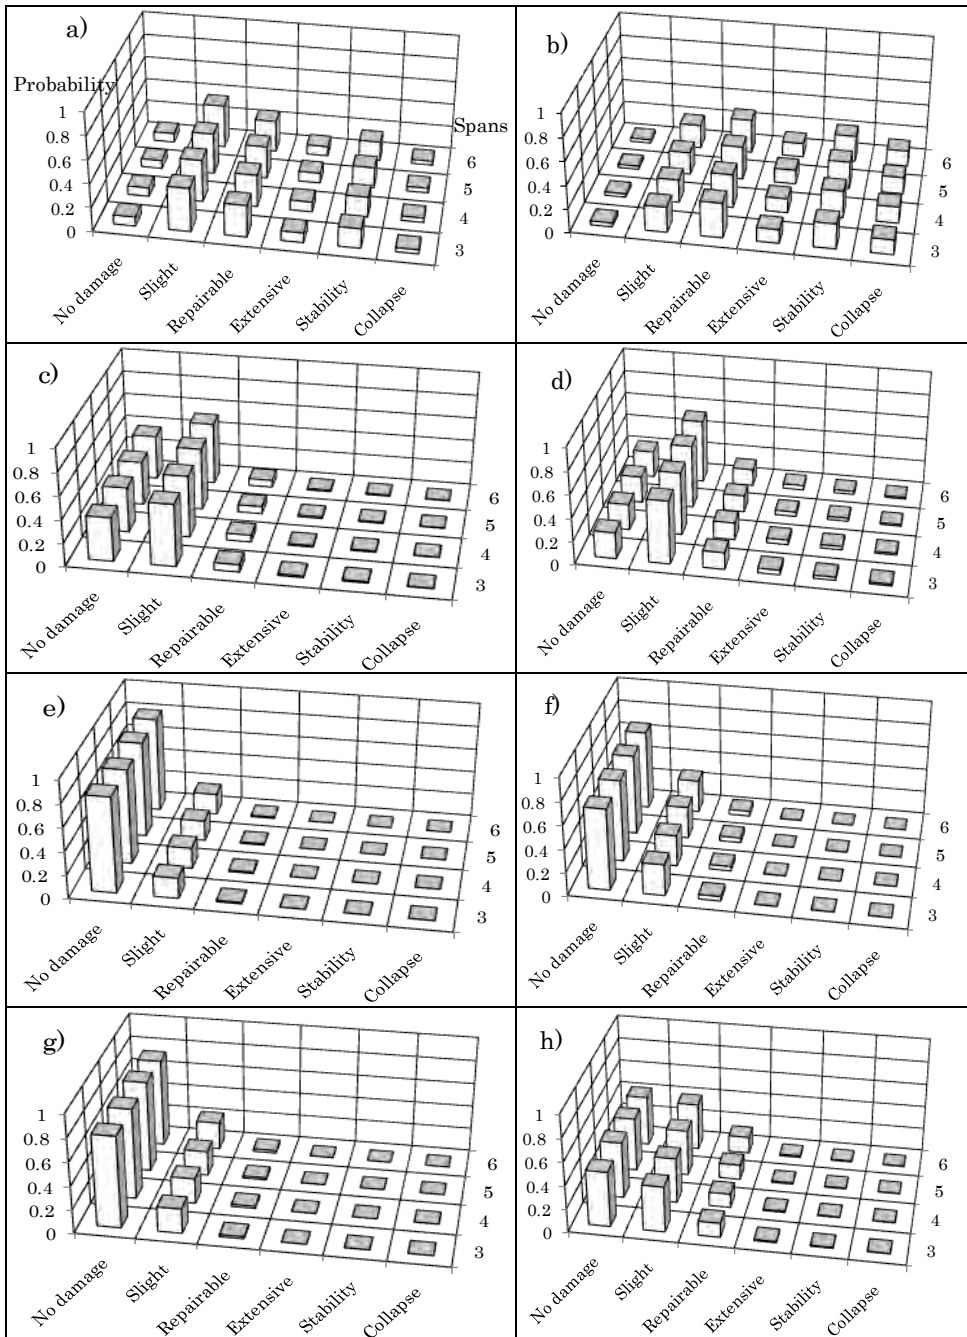 a)
Probability
1
0.8
0.6
0.4
0.2
0
Spans
6
5
4
3
No damage
Slight
Repairable
Extensive
Stability
Collapse
b)
1
0.8
0.6
0.4
0.2
0
6
5
4
3
No damage
Slight
Repairable
Extensive
Stability
Collapse
c)
1
0.8
0.6
0.4
0.2
0
6
5
4
3
No damage
Slight
Repairable
Extensive
Stability
Collapse
d)
1
0.8
0.6
0.4
0.2
0
6
5
4
3
No damage
Slight
Repairable
Extensive
Stability
Collapse
e)
1
0.8
0.6
0.4
0.2
0
6
5
4
3
No damage
Slight
Repairable
Extensive
Stability
Collapse
f)
1
0.8
0.6
0.4
0.2
0
6
5
4
3
No damage
Slight
Repairable
Extensive
Stability
Collapse
g)
1
0.8
0.6
0.4
0.2
0
6
5
4
3
No damage
Slight
Repairable
Extensive
Stability
Collapse
h)
1
0.8
0.6
0.4
0.2
0
6
5
4
3
No damage
Slight
Repairable
Extensive
Stability
Collapse